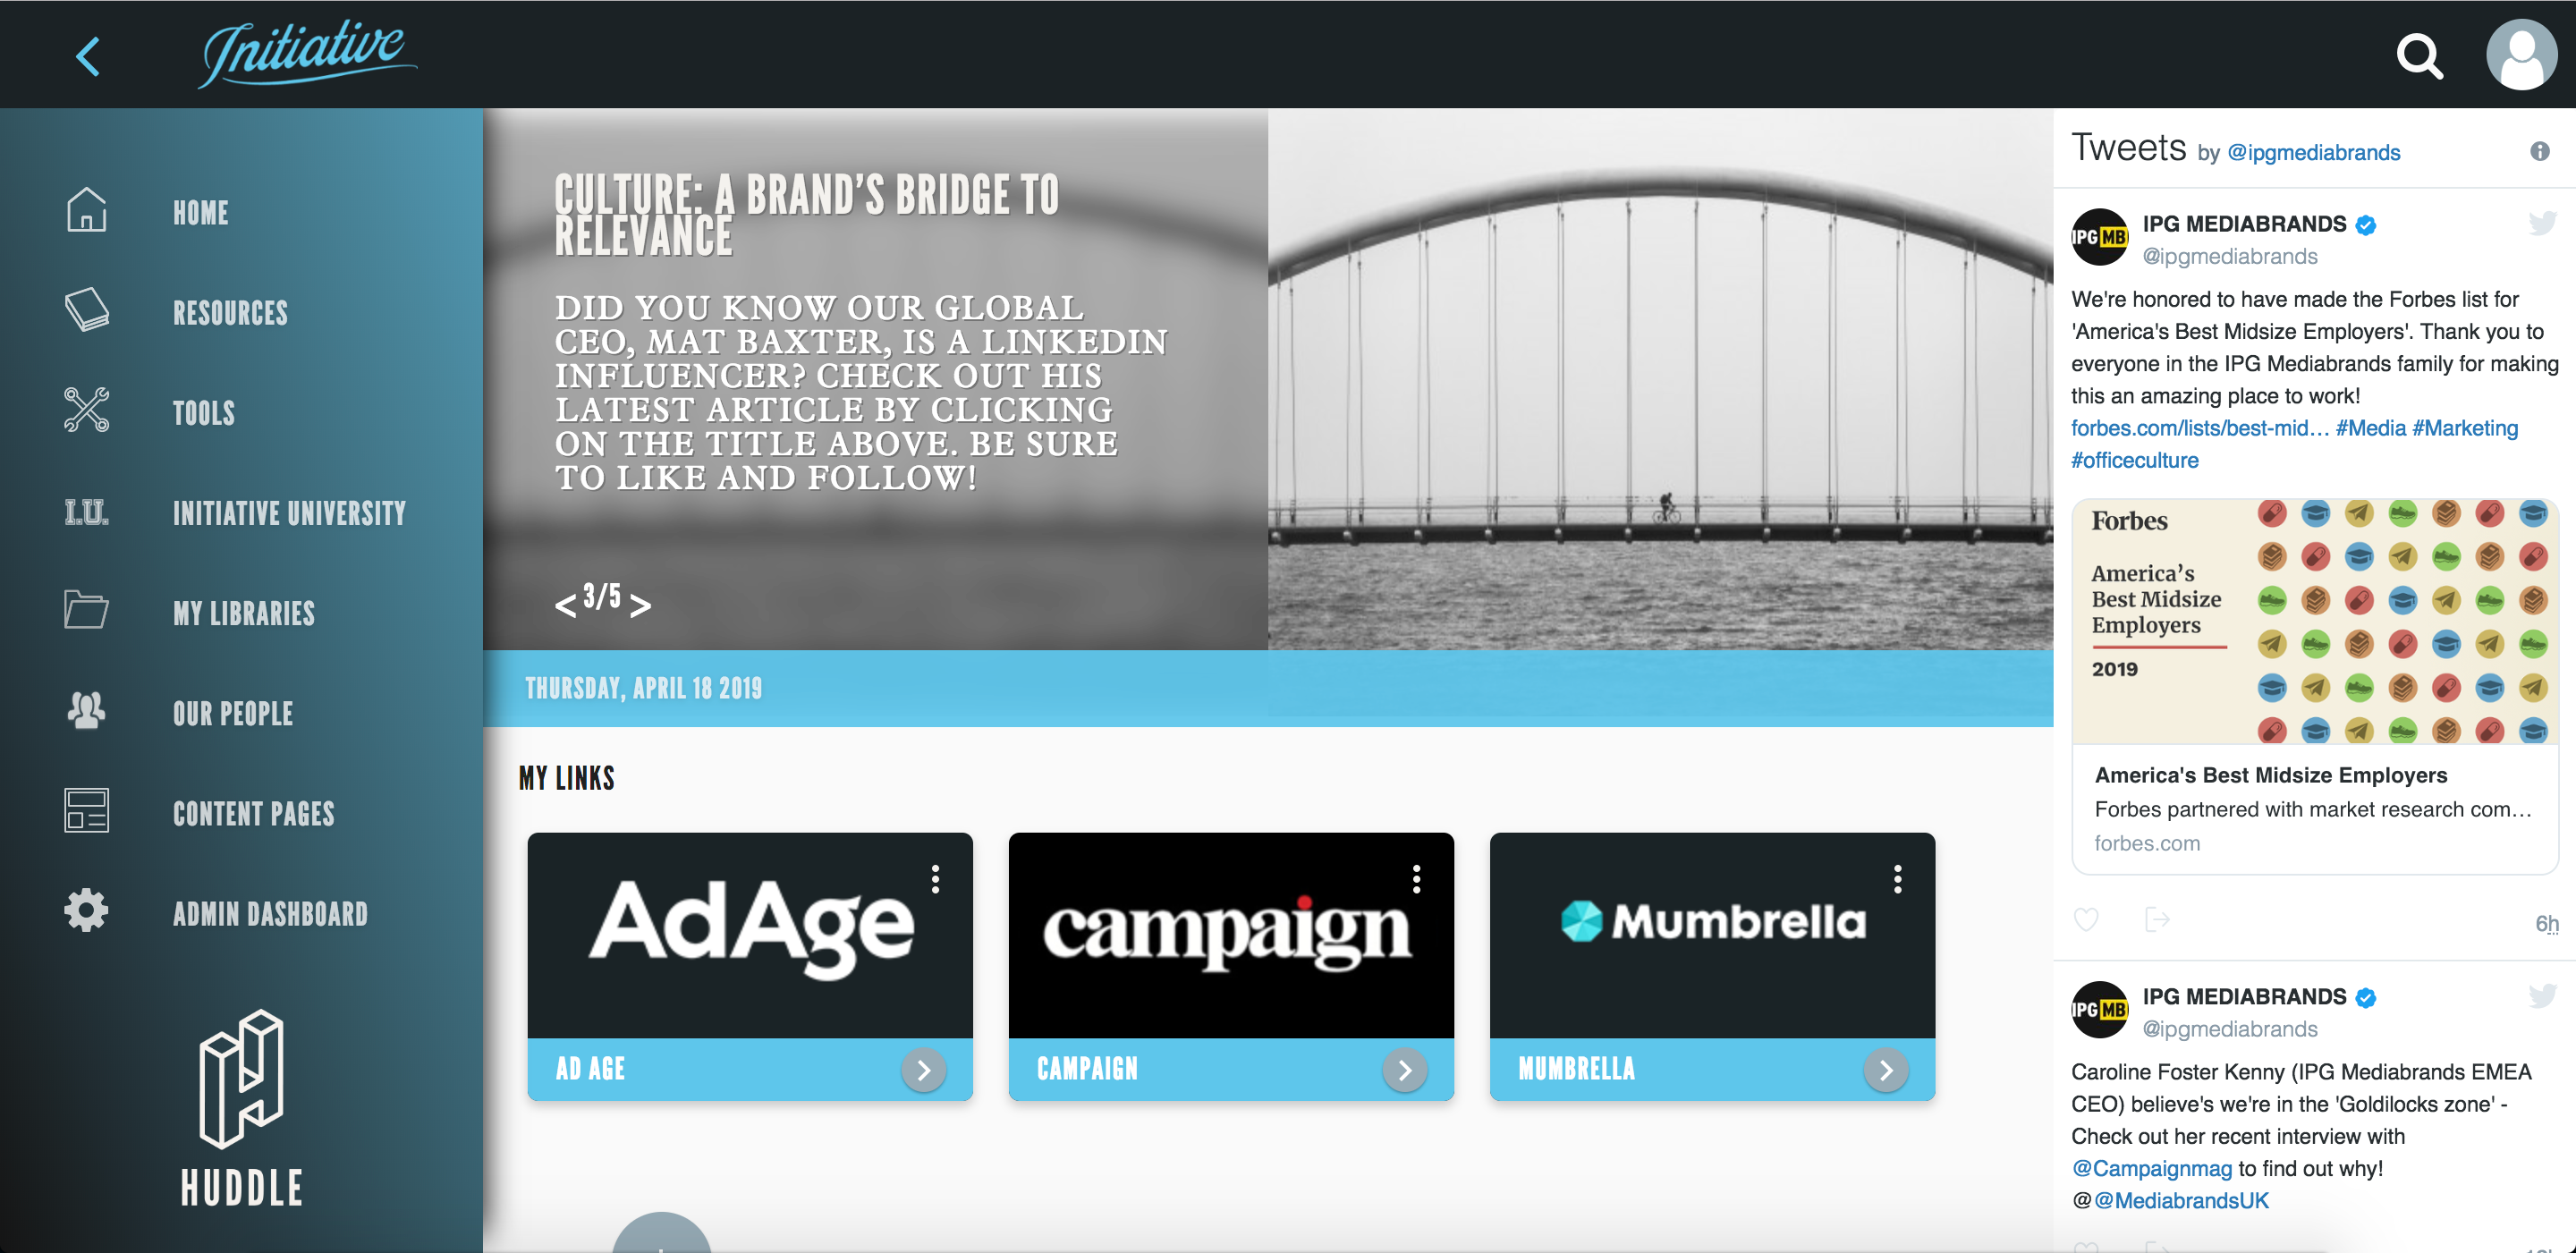 Initiative
HOME
RESOURCES
TOOLS
I.U. INITIATIVE UNIVERSITY
MY LIBRARIES
OUR PEOPLE
CONTENT PAGES
ADMIN DASHBOARD
HUDDLE
CULTURE: A BRAND'S BRIDGE TO
RELEVANCE
DID YOU KNOW OUR GLOBAL
CEO, MAT BAXTER, IS A LINKEDIN
INFLUENCER? CHECK OUT HIS
LATEST ARTICLE BY CLICKING
ON THE TITLE ABOVE. BE SURE
TO LIKE AND FOLLOW!
< 3/5 >
THURSDAY, APRIL 18 2019
MY LINKS
AdAge
AD AGE
campaign
CAMPAIGN
Mumbrella
MUMBRELLA
Tweets by @ipgmediabrands
IPG MB
IPG MEDIABRANDS
@ipgmediabrands
We're honored to have made the Forbes list for
'America's Best Midsize Employers'. Thank you to
everyone in the IPG Mediabrands family for making
this an amazing place to work!
forbes.com/lists/best-mid… #Media #Marketing
#officeculture
Forbes
America's
Best Midsize
Employers
2019
America's Best Midsize Employers
Forbes partnered with market research com…
forbes.com
6h
IPG MB
IPG MEDIABRANDS
@ipgmediabrands
Caroline Foster Kenny (IPG Mediabrands EMEA
CEO) believe's we're in the 'Goldilocks zone' -
Check out her recent interview with
@Campaignmag to find out why!
@@MediabrandsUK